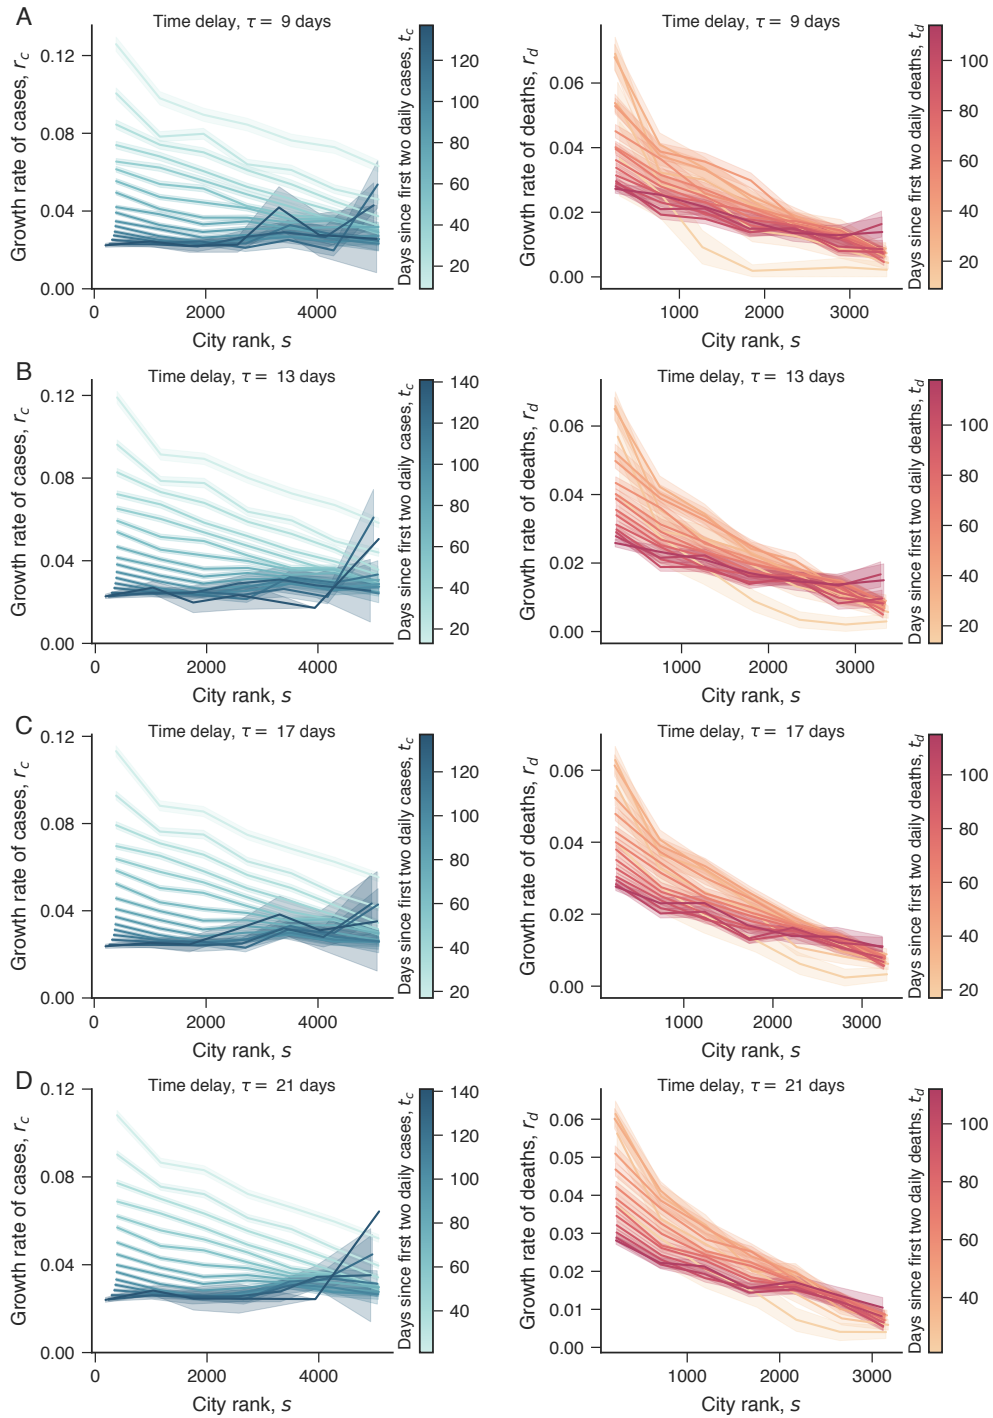 A
Time delay, τ = 9 days
Growth rate of cases, r_c
0.12
0.08
0.04
0.00
0
2000
4000
City rank, s
Days since first two daily cases, t_c
120
100
80
60
40
20
Time delay, τ = 9 days
Growth rate of deaths, r_d
0.06
0.04
0.02
0.00
1000
2000
3000
City rank, s
Days since first two daily deaths, t_d
100
80
60
40
20
B
Time delay, τ = 13 days
Growth rate of cases, r_c
0.12
0.08
0.04
0.00
0
2000
4000
City rank, s
Days since first two daily cases, t_c
140
120
100
80
60
40
20
Time delay, τ = 13 days
Growth rate of deaths, r_d
0.06
0.04
0.02
0.00
1000
2000
3000
City rank, s
Days since first two daily deaths, t_d
100
80
60
40
20
C
Time delay, τ = 17 days
Growth rate of cases, r_c
0.12
0.08
0.04
0.00
0
2000
4000
City rank, s
Days since first two daily cases, t_c
120
100
80
60
40
20
Time delay, τ = 17 days
Growth rate of deaths, r_d
0.06
0.04
0.02
0.00
1000
2000
3000
City rank, s
Days since first two daily deaths, t_d
100
80
60
40
20
D
Time delay, τ = 21 days
Growth rate of cases, r_c
0.12
0.08
0.04
0.00
0
2000
4000
City rank, s
Days since first two daily cases, t_c
140
120
100
80
60
40
Time delay, τ = 21 days
Growth rate of deaths, r_d
0.06
0.05
0.04
0.03
0.02
0.01
0.00
1000
2000
3000
City rank, s
Days since first two daily deaths, t_d
100
80
60
40